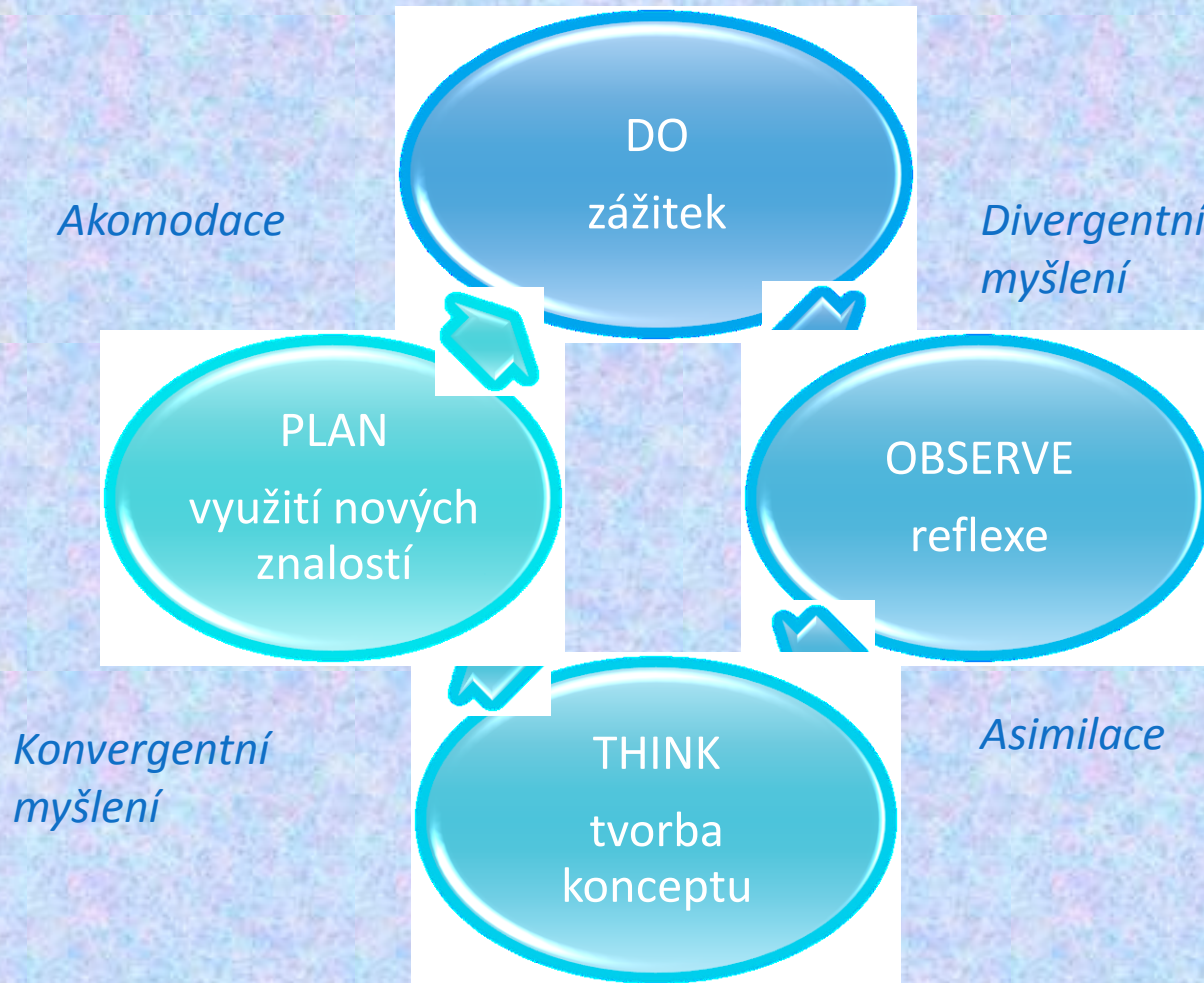 DO
zážitek
Akomodace
Divergentní
myšlení
PLAN
využití nových
znalostí
OBSERVE
reflexe
Konvergentní
myšlení
THINK
tvorba
konceptu
Asimilace